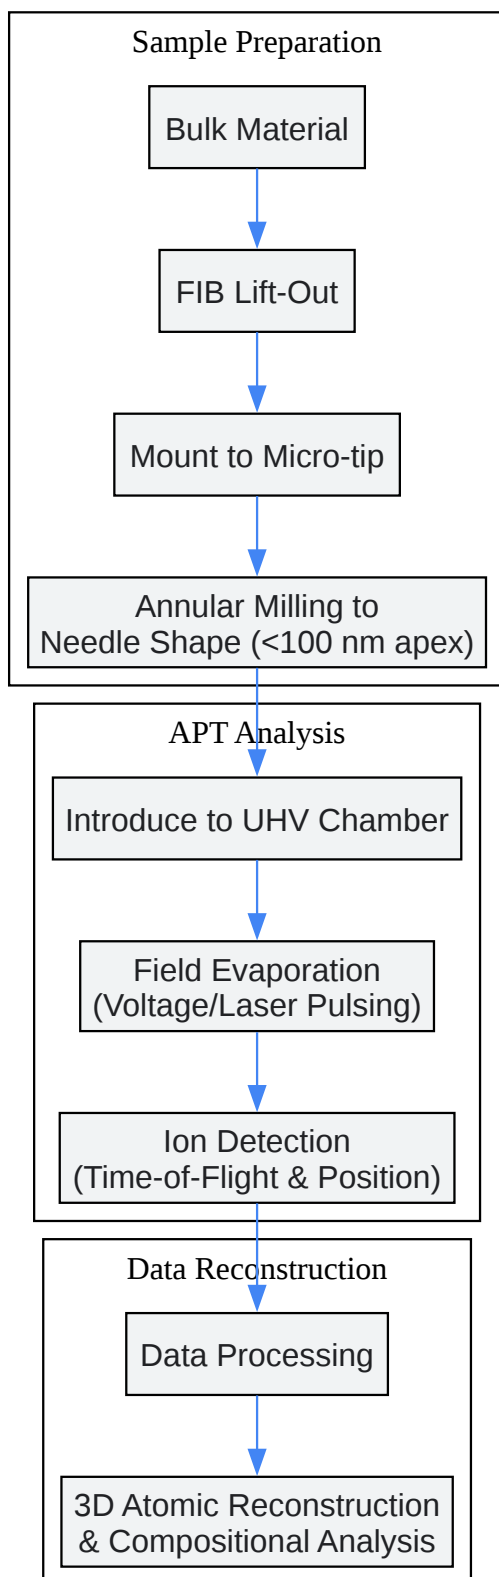 Sample Preparation
Bulk Material
FIB Lift-Out
Mount to Micro-tip
Annular Milling to
Needle Shape (<100 nm apex)
APT Analysis
Introduce to UHV Chamber
Field Evaporation
(Voltage/Laser Pulsing)
Ion Detection
(Time-of-Flight & Position)
Data Reconstruction
Data Processing
3D Atomic Reconstruction
& Compositional Analysis